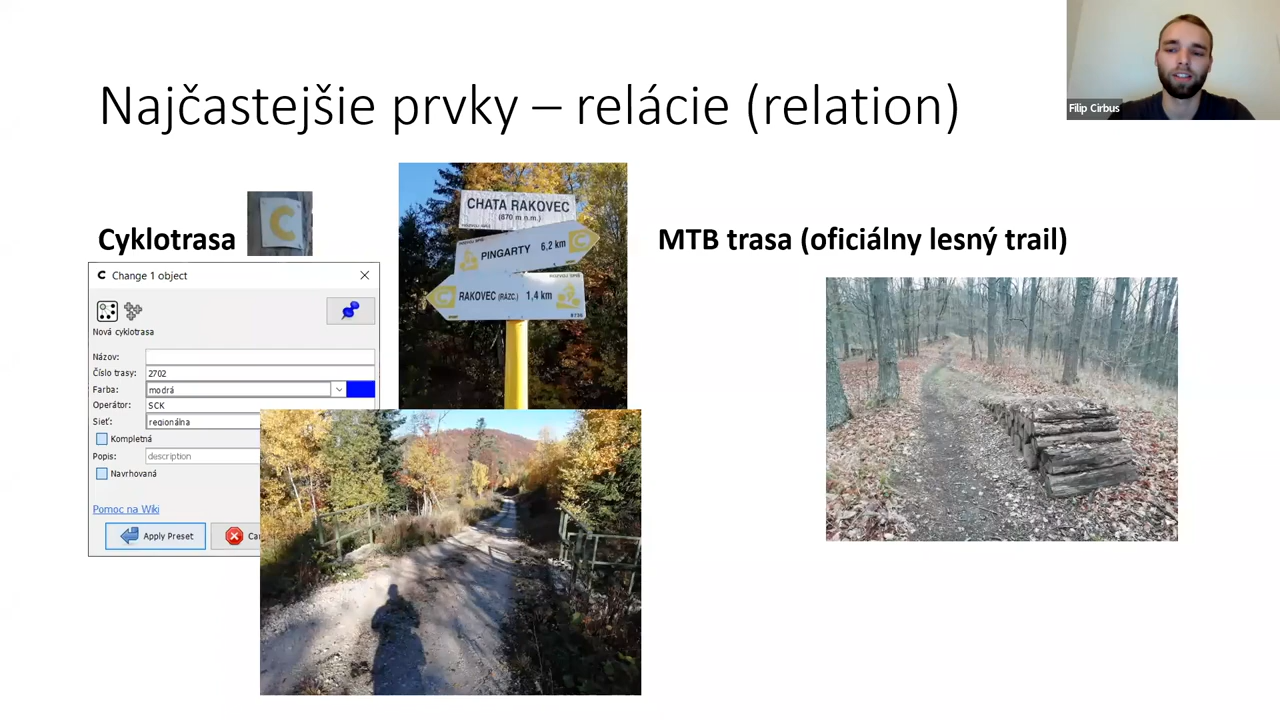 Najčastejšie prvky – relácie (relation)
Filip Cirbus
Cyklotrasa
C
MTB trasa (oficiálny lesný trail)
C Change 1 object
Nová cyklotrasa
Názov:
Číslo trasy: 2702
Farba: modrá
Operátor: SCK
Sieť: regionálna
Kompletná
Popis: description
Navrhovaná
Pomoc na Wiki
Apply Preset
Ca
CHATA RAKOVEC
(870 m n.m.)
PINGARTY 6,2 km C
C RAKOVEC (RÁZC.) 1,4 km